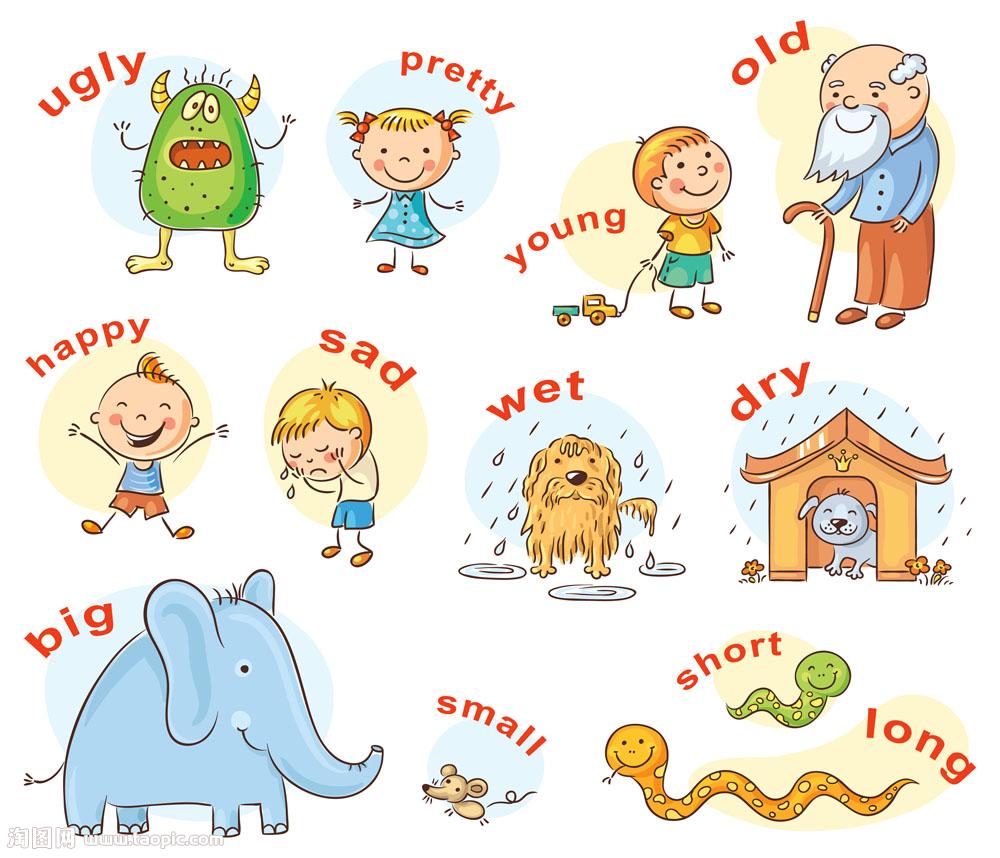 ugly
pretty
young
old
happy
sad
wet
dry
big
small
short
long
淘图网 www.taopic.com